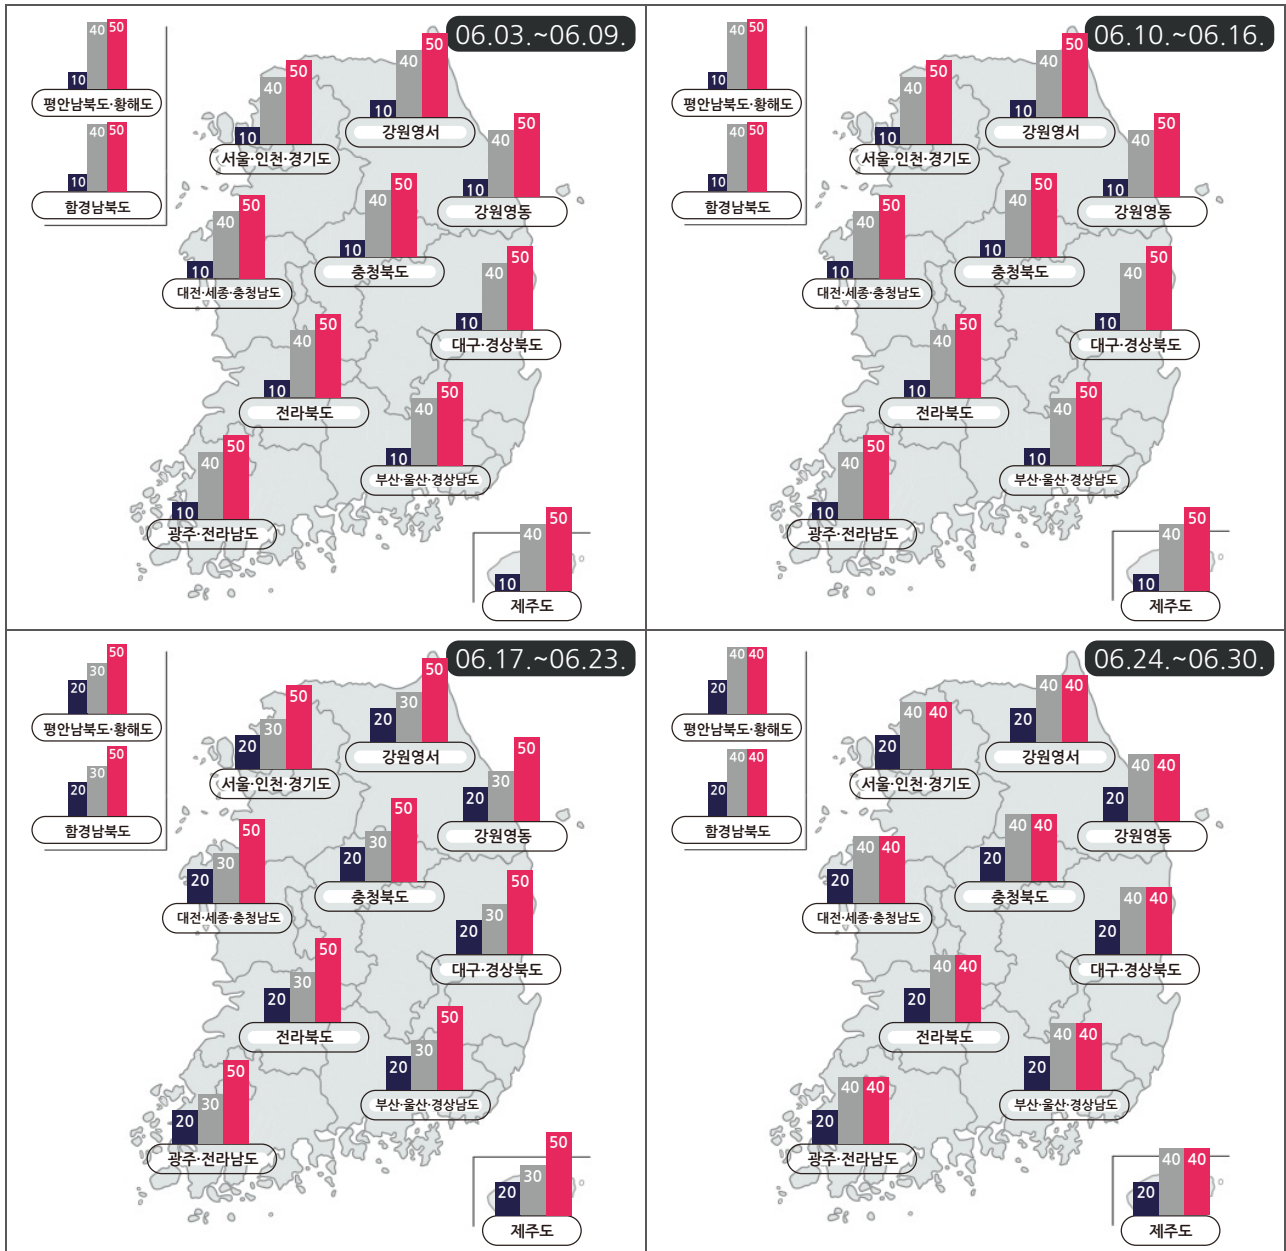 06.03.~06.09.
10 40 50
평안남북도·황해도
10 40 50
함경남북도
10 40 50
서울·인천·경기도
10 40 50
강원영서
10 40 50
강원영동
10 40 50
충청북도
10 40 50
대전·세종·충청남도
10 40 50
대구·경상북도
10 40 50
전라북도
10 40 50
부산·울산·경상남도
10 40 50
광주·전라남도
10 40 50
제주도
06.10.~06.16.
10 40 50
평안남북도·황해도
10 40 50
함경남북도
10 40 50
서울·인천·경기도
10 40 50
강원영서
10 40 50
강원영동
10 40 50
충청북도
10 40 50
대전·세종·충청남도
10 40 50
대구·경상북도
10 40 50
전라북도
10 40 50
부산·울산·경상남도
10 40 50
광주·전라남도
10 40 50
제주도
06.17.~06.23.
20 30 50
평안남북도·황해도
20 30 50
함경남북도
20 30 50
서울·인천·경기도
20 30 50
강원영서
20 30 50
강원영동
20 30 50
충청북도
20 30 50
대전·세종·충청남도
20 30 50
대구·경상북도
20 30 50
전라북도
20 30 50
부산·울산·경상남도
20 30 50
광주·전라남도
20 30 50
제주도
06.24.~06.30.
20 40 40
평안남북도·황해도
20 40 40
함경남북도
20 40 40
서울·인천·경기도
20 40 40
강원영서
20 40 40
강원영동
20 40 40
충청북도
20 40 40
대전·세종·충청남도
20 40 40
대구·경상북도
20 40 40
전라북도
20 40 40
부산·울산·경상남도
20 40 40
광주·전라남도
20 40 40
제주도